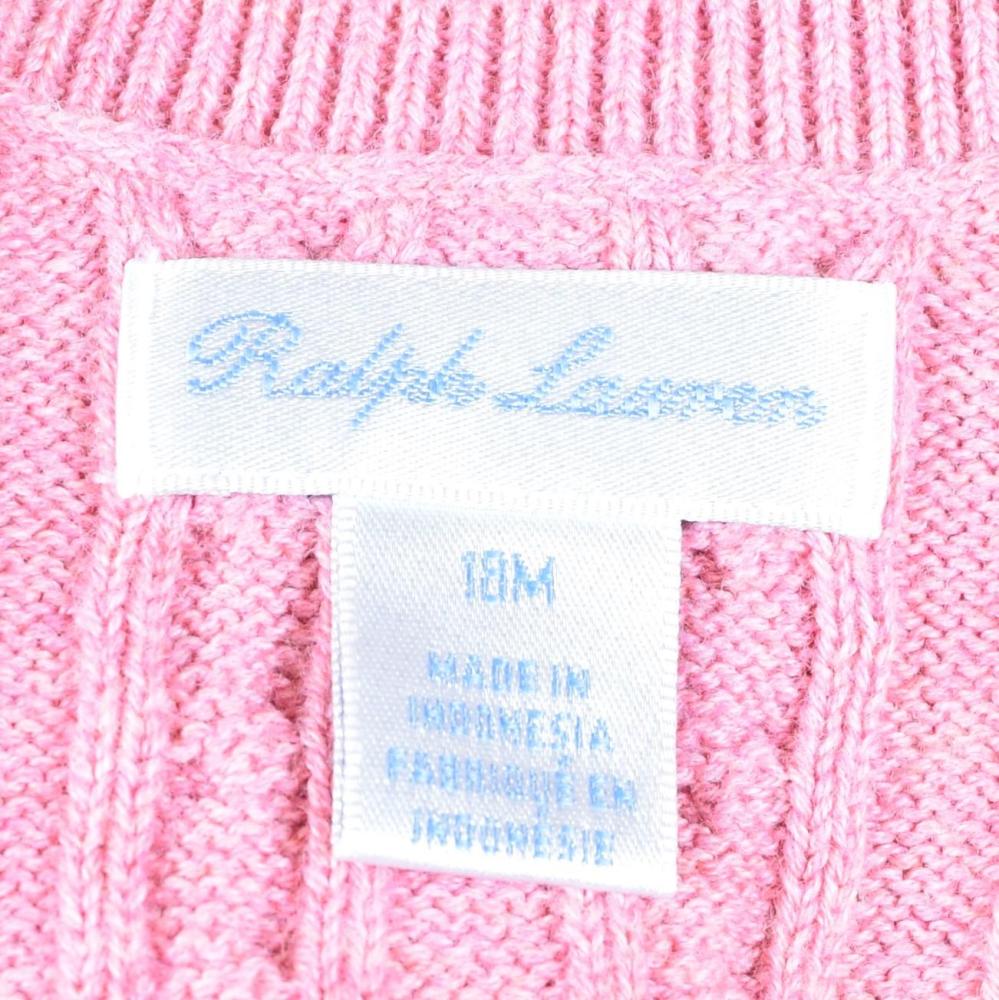 Ralph Lauren
18M
MADE IN
INDONESIA
FABRIQUÉ EN
INDONÉSIE